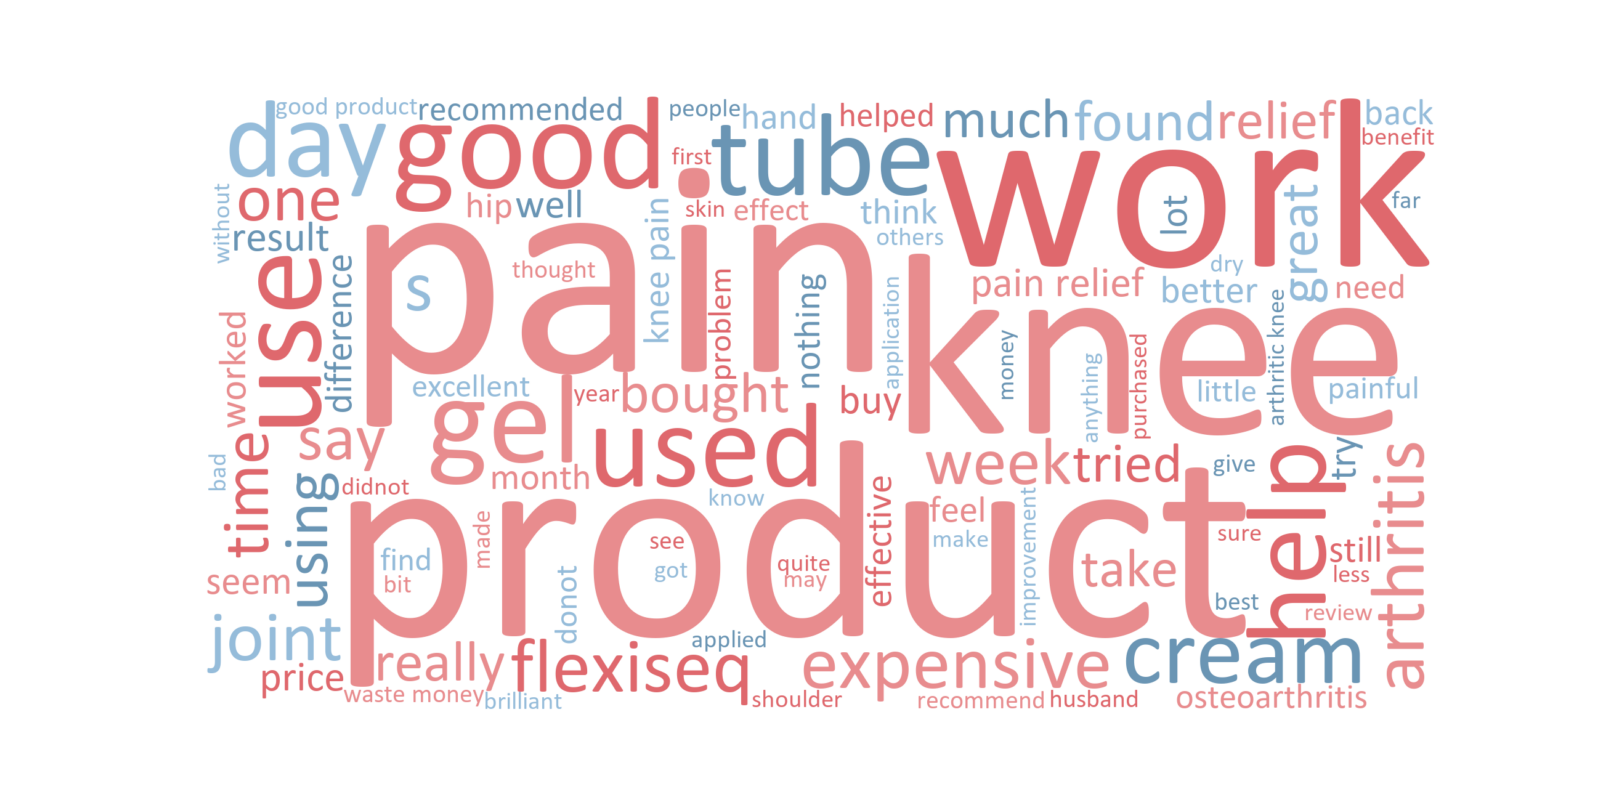 good product
recommended
people
hand
helped
much
found
relief
back
benefit
day
good
first
tube
work
without
one
hip
well
knee pain
skin
effect
think
others
lot
great
far
result
use
difference
pain
s
thought
problem
nothing
application
knee
pain relief
dry
better
need
arthritic knee
worked
excellent
gel
year
bought
buy
money
anything
purchased
little
painful
say
time
month
used
know
week
tried
give
help
try
arthritis
bad
using
didnot
product
made
find
bit
donot
see
got
quite
may
effective
feel
make
improvement
take
sure
still
less
best
review
seem
joint
price
really
waste money
flexiseq
brilliant
applied
shoulder
expensive
recommend
husband
cream
osteoarthritis